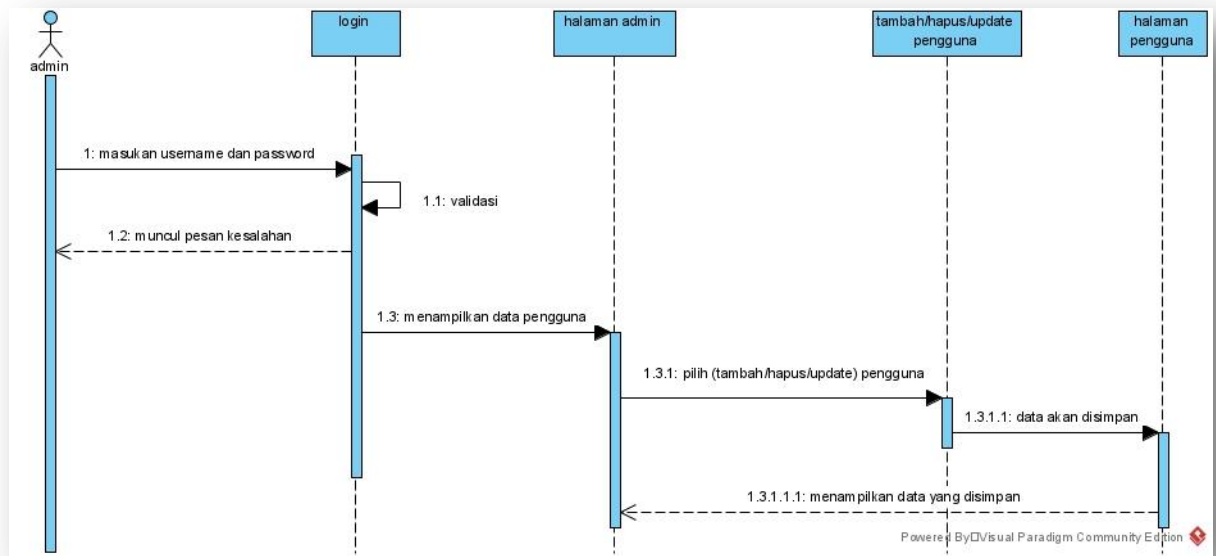 login
halaman admin
tambah/hapus/update
pengguna
halaman
pengguna
admin
1: masukan username dan password
1.1: validasi
1.2: muncul pesan kesalahan
1.3: menampilkan data pengguna
1.3.1: pilih (tambah/hapus/update) pengguna
1.3.1.1: data akan disimpan
1.3.1.1.1: menampilkan data yang disimpan
Powered By□Visual Paradigm Community Edition